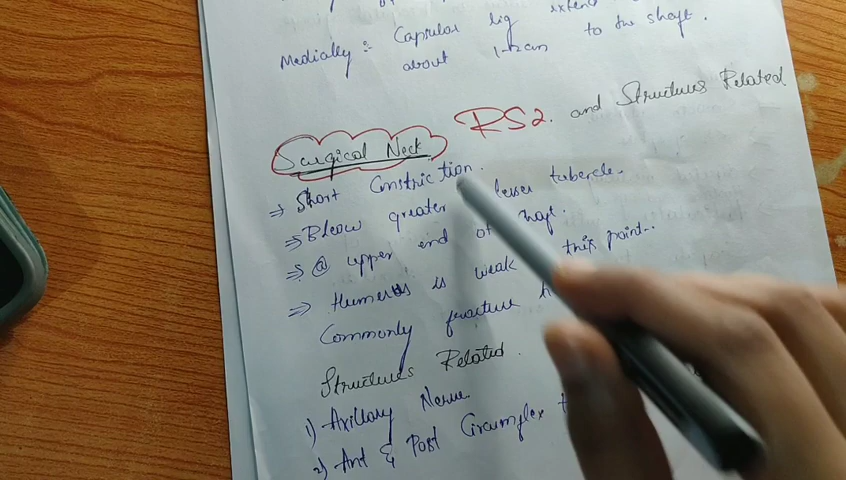 Medially :- Capsular lig extend
about 1-2cm to the shaft.
Surgical Neck RS2. and Structures Related
⇒ Short Constriction.
⇒ Bleow greater lesser tubercle.
⇒ @ upper end of shaft.
⇒ Humerus is weak this point..
Commonly fracture
Structures Related.
1) Axillary Nerve.
2) Ant & Post Circumflex